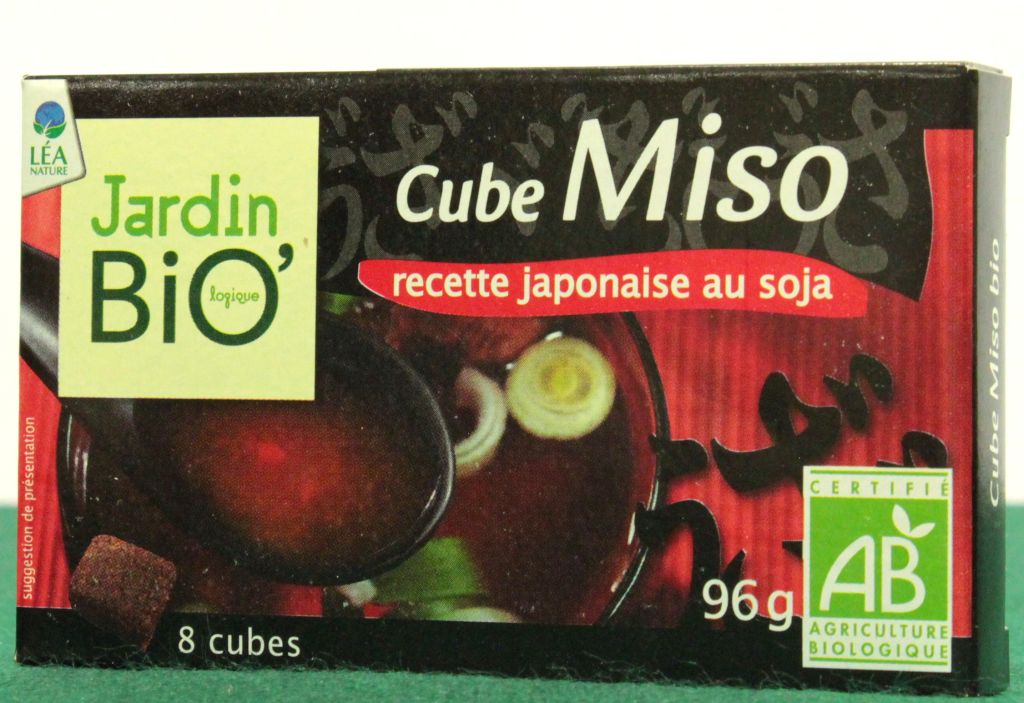 LÉA
NATURE
Jardin
BiO'
logique
Cube Miso
recette japonaise au soja
suggestion de présentation
8 cubes
96 g
CERTIFIÉ
AB
AGRICULTURE
BIOLOGIQUE
Cube Miso bio